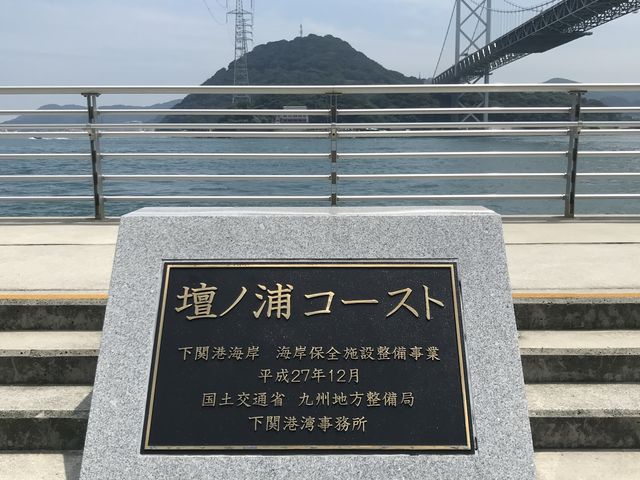 壇ノ浦コースト
下関港海岸 海岸保全施設整備事業
平成27年12月
国土交通省 九州地方整備局
下関港湾事務所